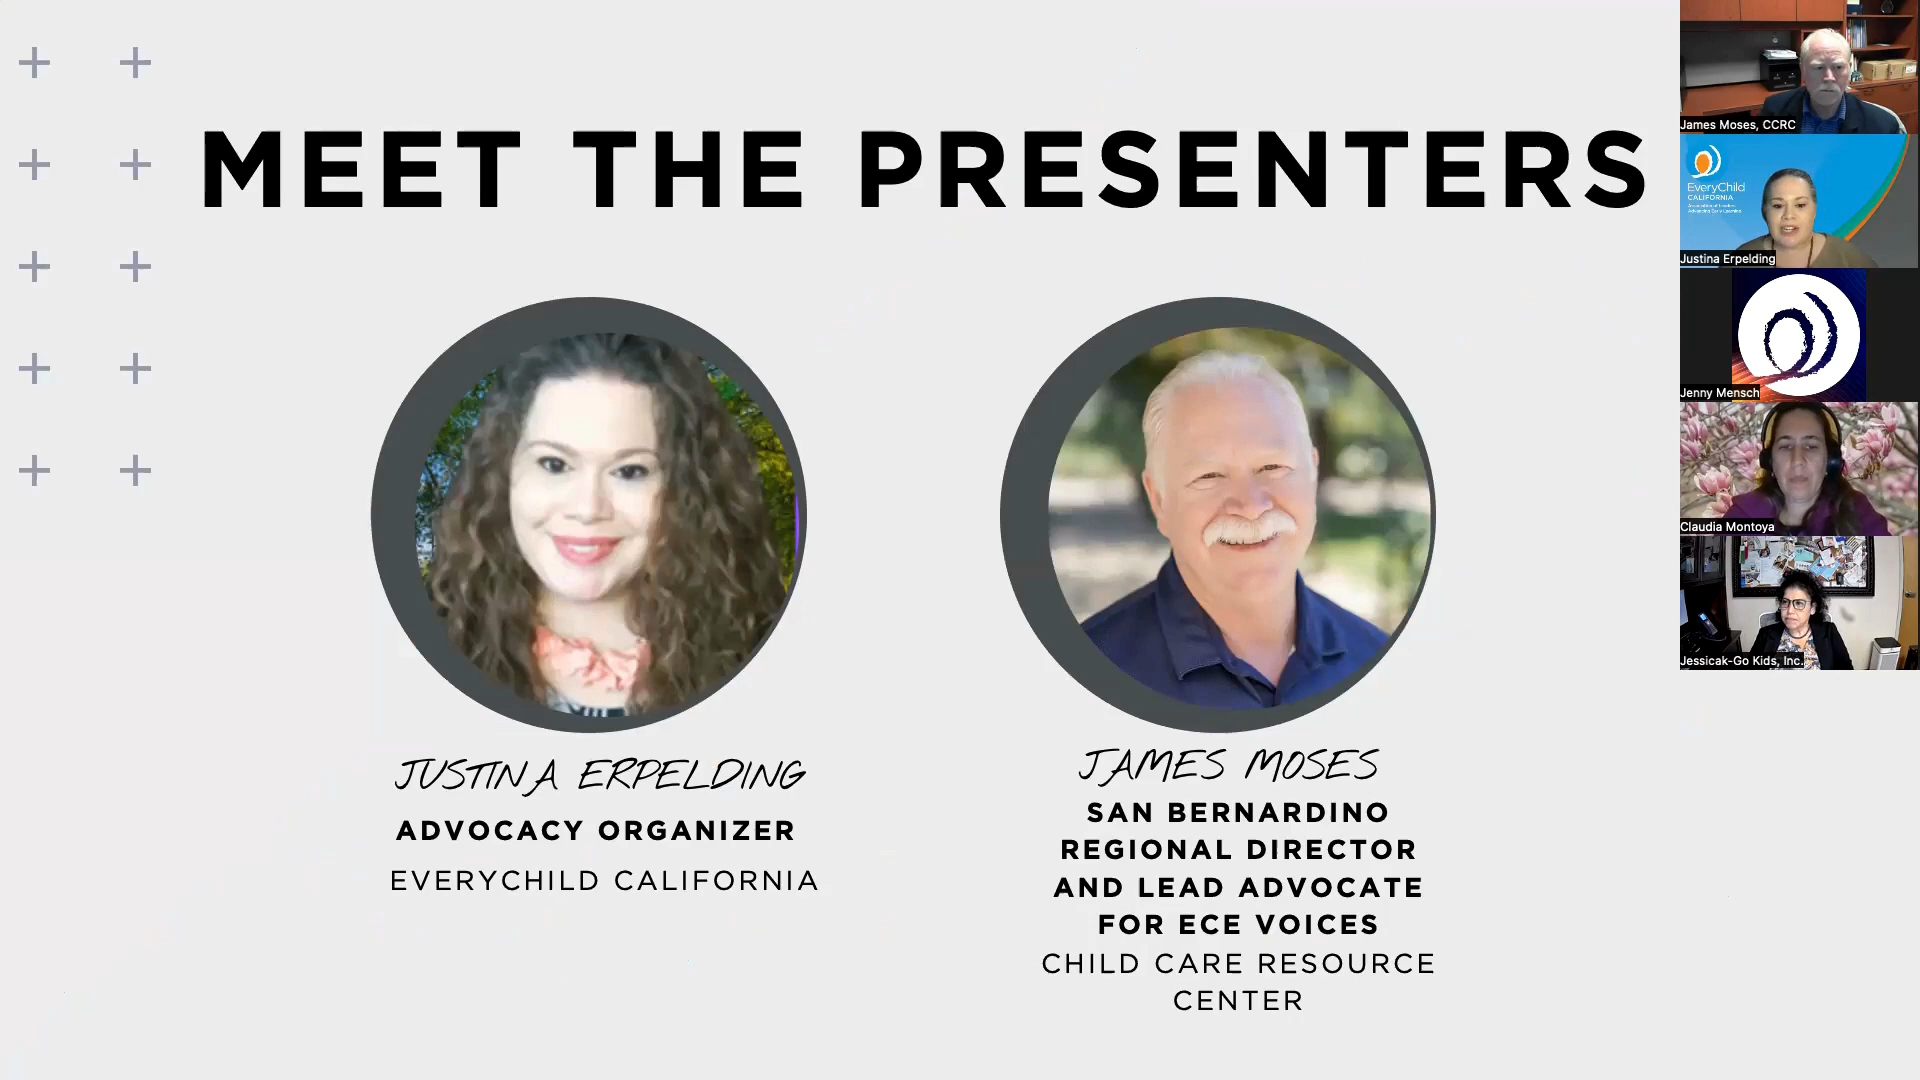 MEET THE PRESENTERS
JUSTINA ERPELDING
ADVOCACY ORGANIZER
EVERYCHILD CALIFORNIA
JAMES MOSES
SAN BERNARDINO
REGIONAL DIRECTOR
AND LEAD ADVOCATE
FOR ECE VOICES
CHILD CARE RESOURCE
CENTER
James Moses, CCRC
EveryChild
CALIFORNIA
Justina Erpelding
Jenny Mensch
Claudia Montoya
Jessicak-Go Kids, Inc.